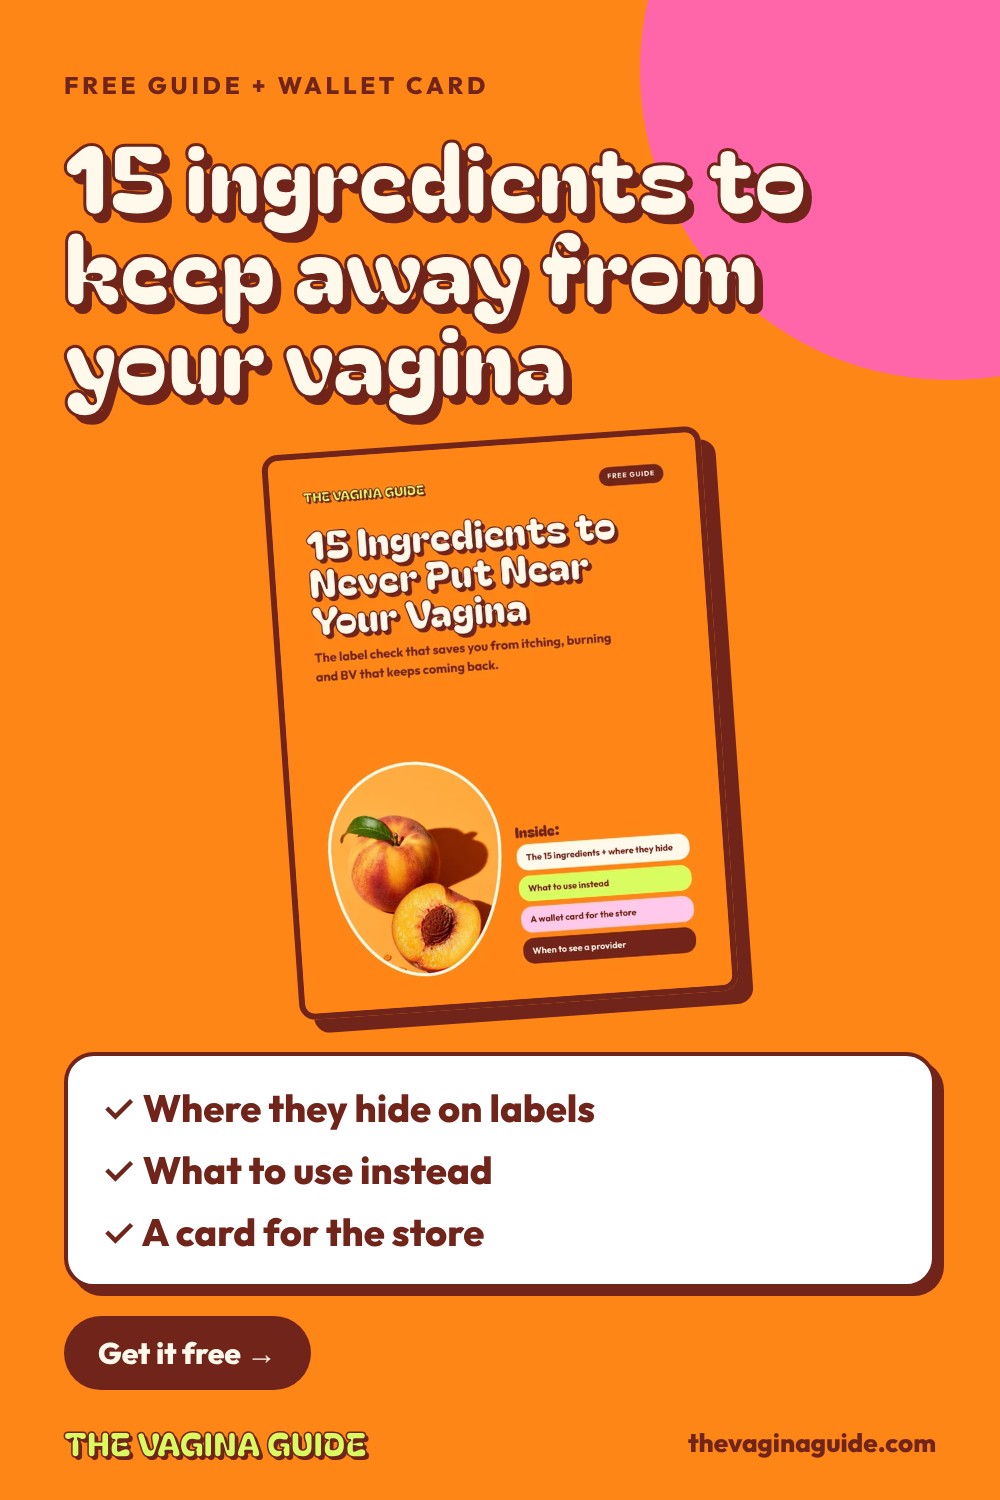 FREE GUIDE + WALLET CARD
15 ingredients to
keep away from
your vagina
THE VAGINA GUIDE
FREE GUIDE
15 Ingredients to
Never Put Near
Your Vagina
The label check that saves you from itching, burning
and BV that keeps coming back.
Inside:
The 15 ingredients + where they hide
What to use instead
A wallet card for the store
When to see a provider
✓ Where they hide on labels
✓ What to use instead
✓ A card for the store
Get it free →
THE VAGINA GUIDE
thevaginaguide.com